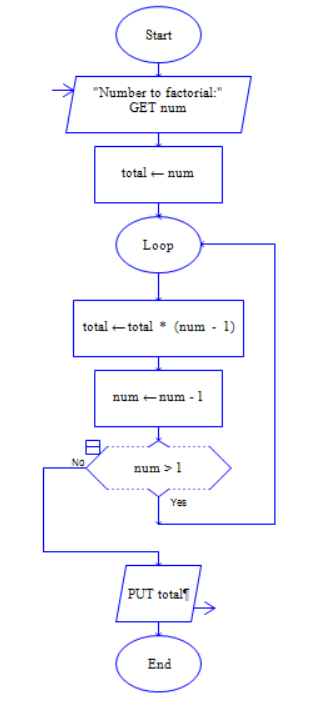 Start
"Number to factorial:"
GET num
total ← num
Loop
total ← total * (num - 1)
num ← num - 1
num > 1
No
Yes
PUT total¶
End